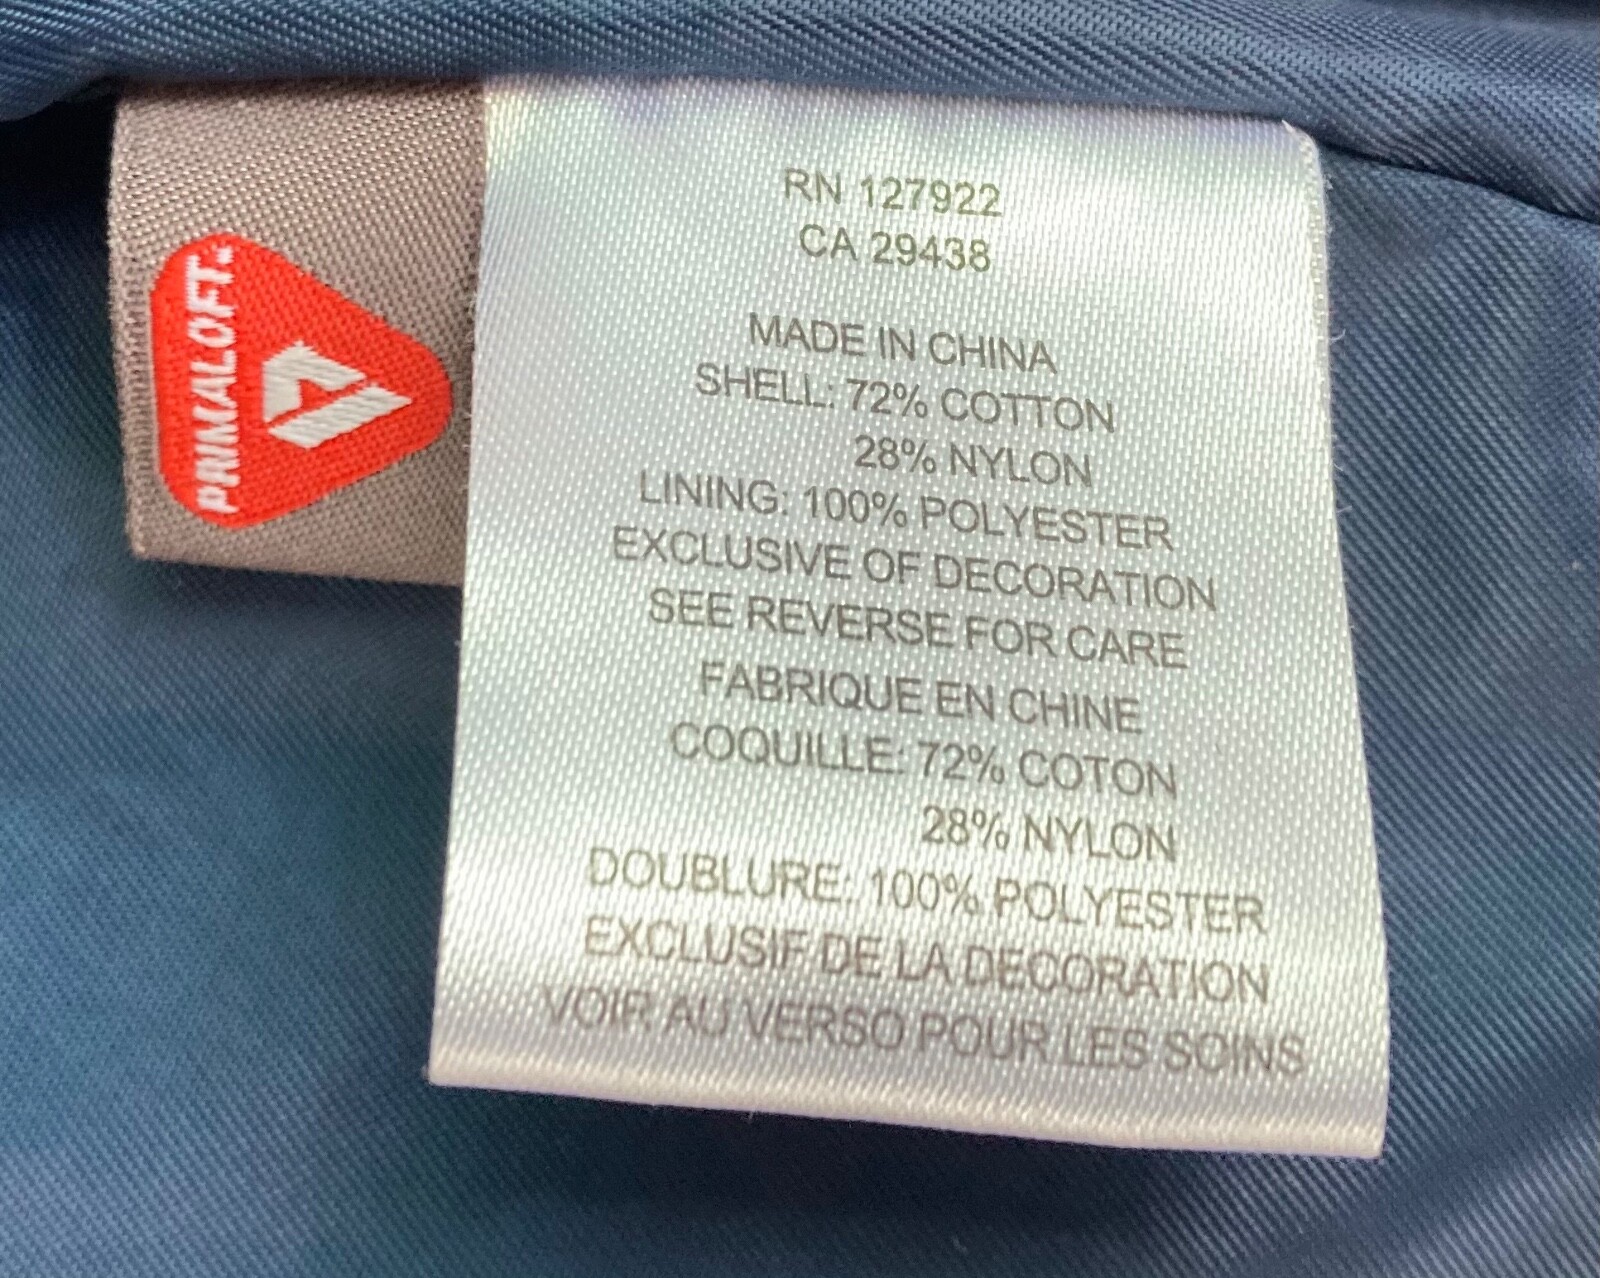 PRIMALOFT.
RN 127922
CA 29438
MADE IN CHINA
SHELL: 72% COTTON
28% NYLON
LINING: 100% POLYESTER
EXCLUSIVE OF DECORATION
SEE REVERSE FOR CARE
FABRIQUE EN CHINE
COQUILLE: 72% COTON
28% NYLON
DOUBLURE: 100% POLYESTER
EXCLUSIF DE LA DECORATION
VOIR AU VERSO POUR LES SOINS